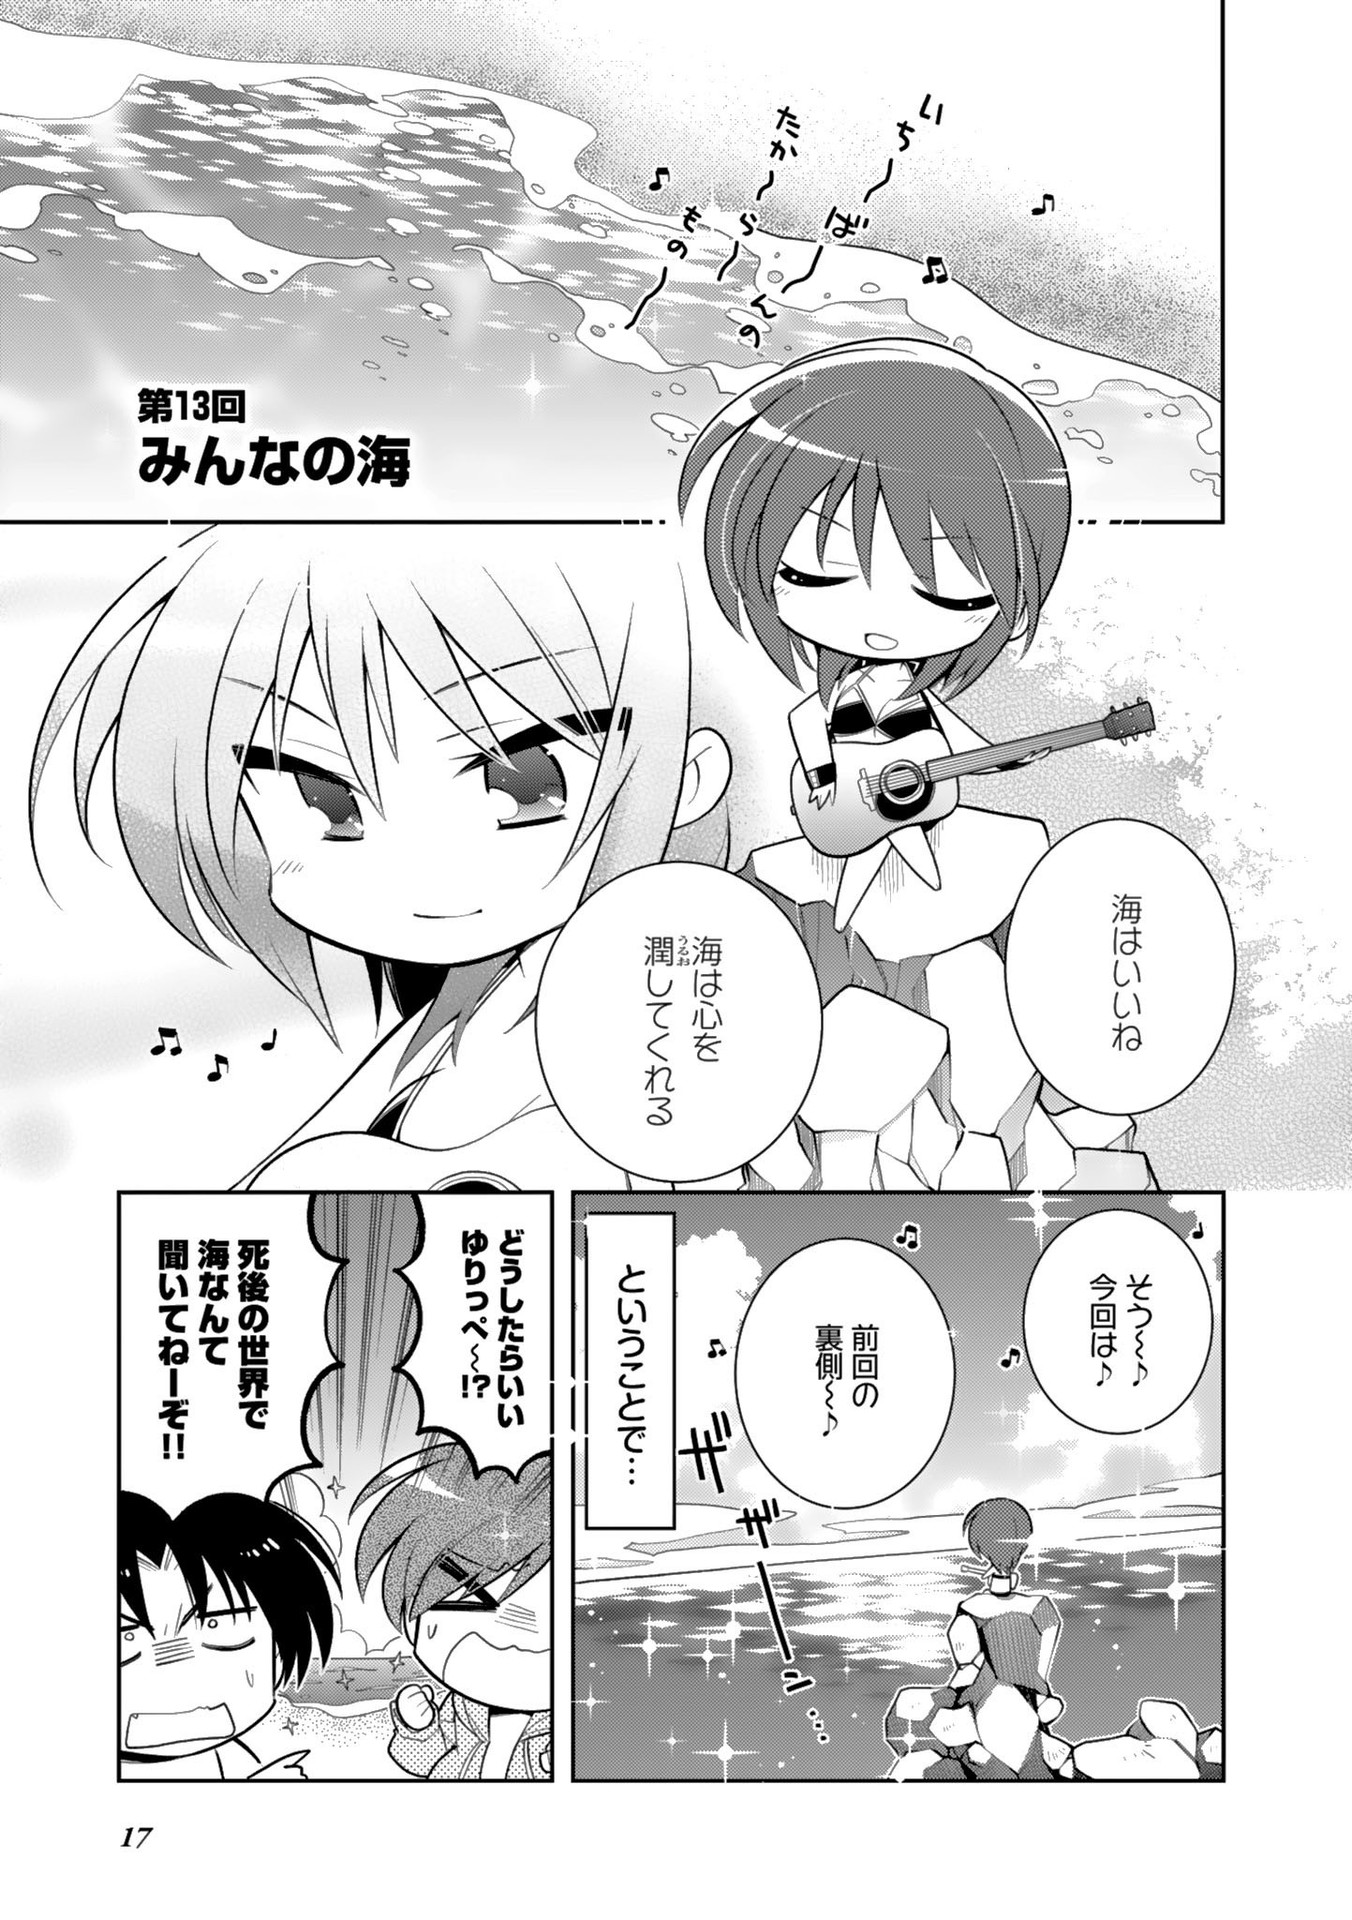 いち〜ば〜んの
たか〜ら〜もの〜
第13回
みんなの海
海はいいね
海は心を
潤してくれる
うるお
そう〜♪
今回は♪
前回の
裏側〜♪
ということで…
ギギーン…
どうしたらいい
ゆりっぺ〜!?
死後の世界で
海なんて
聞いてねーぞ!!
17